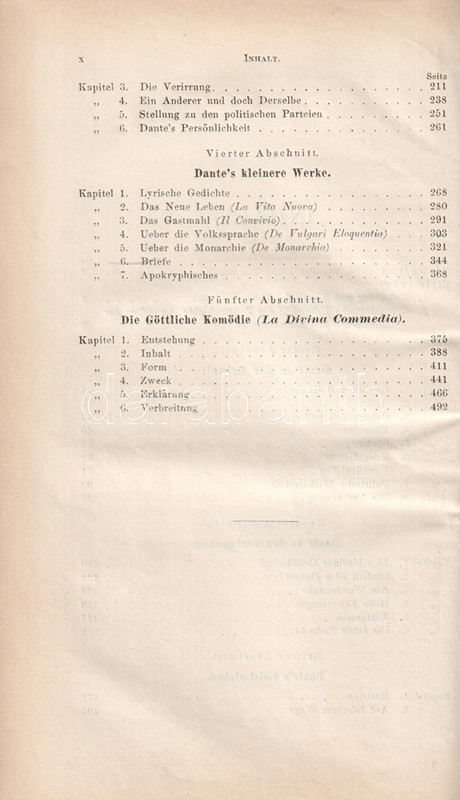 x INHALT.
Seite
Kapitel 3. Die Verirrung . . . . . . . . . . . . . . . 211
„ 4. Ein Anderer und doch Derselbe . . . . . . . . . 238
„ 5. Stellung zu den politischen Parteien . . . . . . . 251
„ 6. Dante's Persönlichkeit . . . . . . . . . . . . 261
Vierter Abschnitt.
Dante's kleinere Werke.
Kapitel 1. Lyrische Gedichte . . . . . . . . . . . . . . 268
„ 2. Das Neue Leben (La Vita Nuova) . . . . . . . . 280
„ 3. Das Gastmahl (Il Convivio) . . . . . . . . . . 291
„ 4. Ueber die Volkssprache (De Vulgari Eloquentia) . . . 303
„ 5. Ueber die Monarchie (De Monarchia) . . . . . . . 321
„ 6. Briefe . . . . . . . . . . . . . . . . . 344
„ 7. Apokryphisches . . . . . . . . . . . . . . 368
Fünfter Abschnitt.
Die Göttliche Komödie (La Divina Commedia).
Kapitel 1. Entstehung . . . . . . . . . . . . . . . . 375
„ 2. Inhalt . . . . . . . . . . . . . . . . . 388
„ 3. Form . . . . . . . . . . . . . . . . . . 411
„ 4. Zweck . . . . . . . . . . . . . . . . . 441
„ 5. Erklärung . . . . . . . . . . . . . . . . 466
„ 6. Verbreitung . . . . . . . . . . . . . . . 492
darabanth